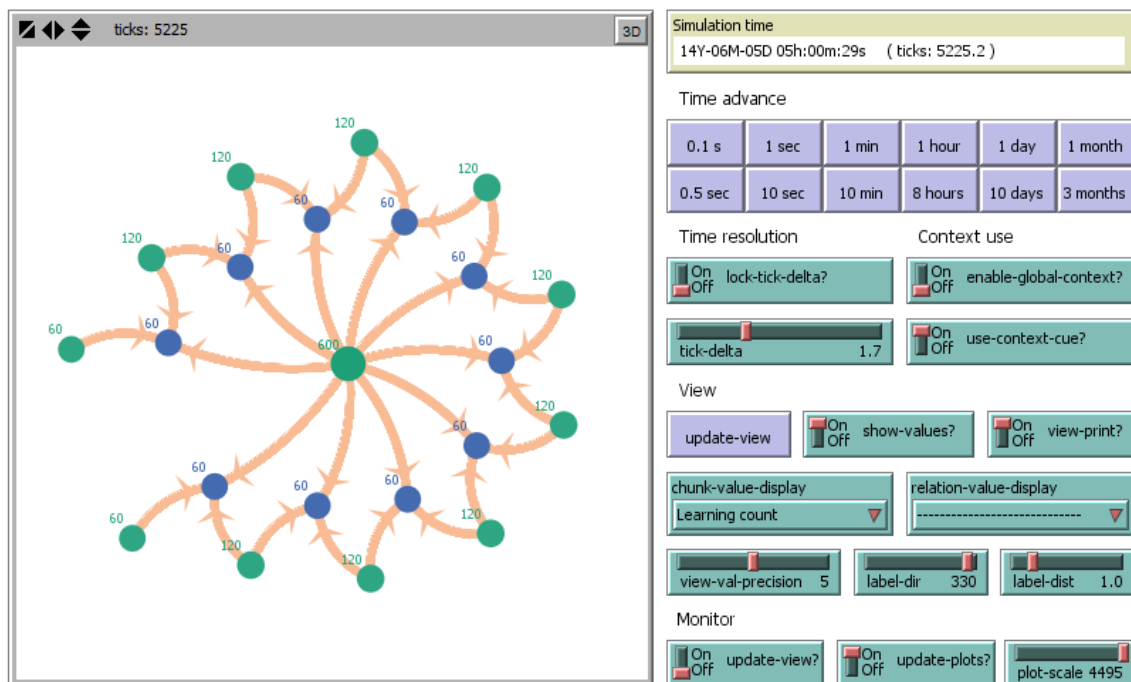 ticks: 5225
3D
120
120
120
60
60
120
60
60
120
120
60
60
600
60
120
60
60
60
60
60
120
120
120
Simulation time
14Y-06M-05D 05h:00m:29s ( ticks: 5225.2 )
Time advance
0.1 s 1 sec 1 min 1 hour 1 day 1 month
0.5 sec 10 sec 10 min 8 hours 10 days 3 months
Time resolution Context use
On
Off
lock-tick-delta?
On
Off
enable-global-context?
tick-delta 1.7
On
Off
use-context-cue?
View
update-view
On
Off
show-values?
On
Off
view-print?
chunk-value-display
Learning count
relation-value-display
----------------------------
view-val-precision 5
label-dir 330
label-dist 1.0
Monitor
On
Off
update-view?
On
Off
update-plots?
plot-scale 4495